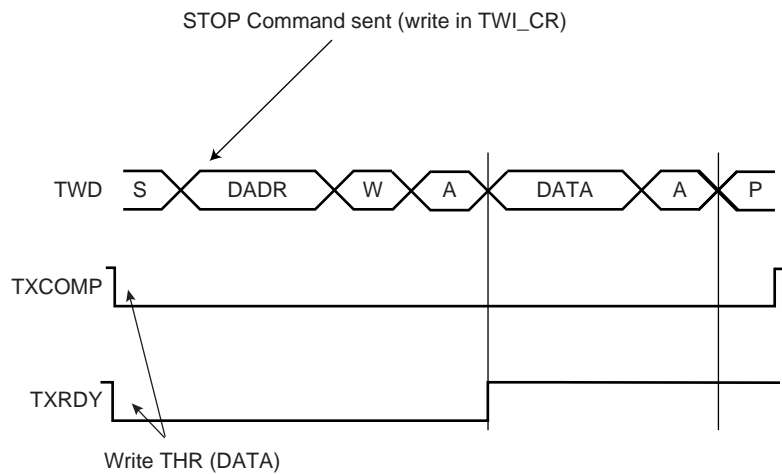 STOP Command sent (write in TWI_CR)
TWD S DADR W A DATA A P
TXCOMP
TXRDY
Write THR (DATA)